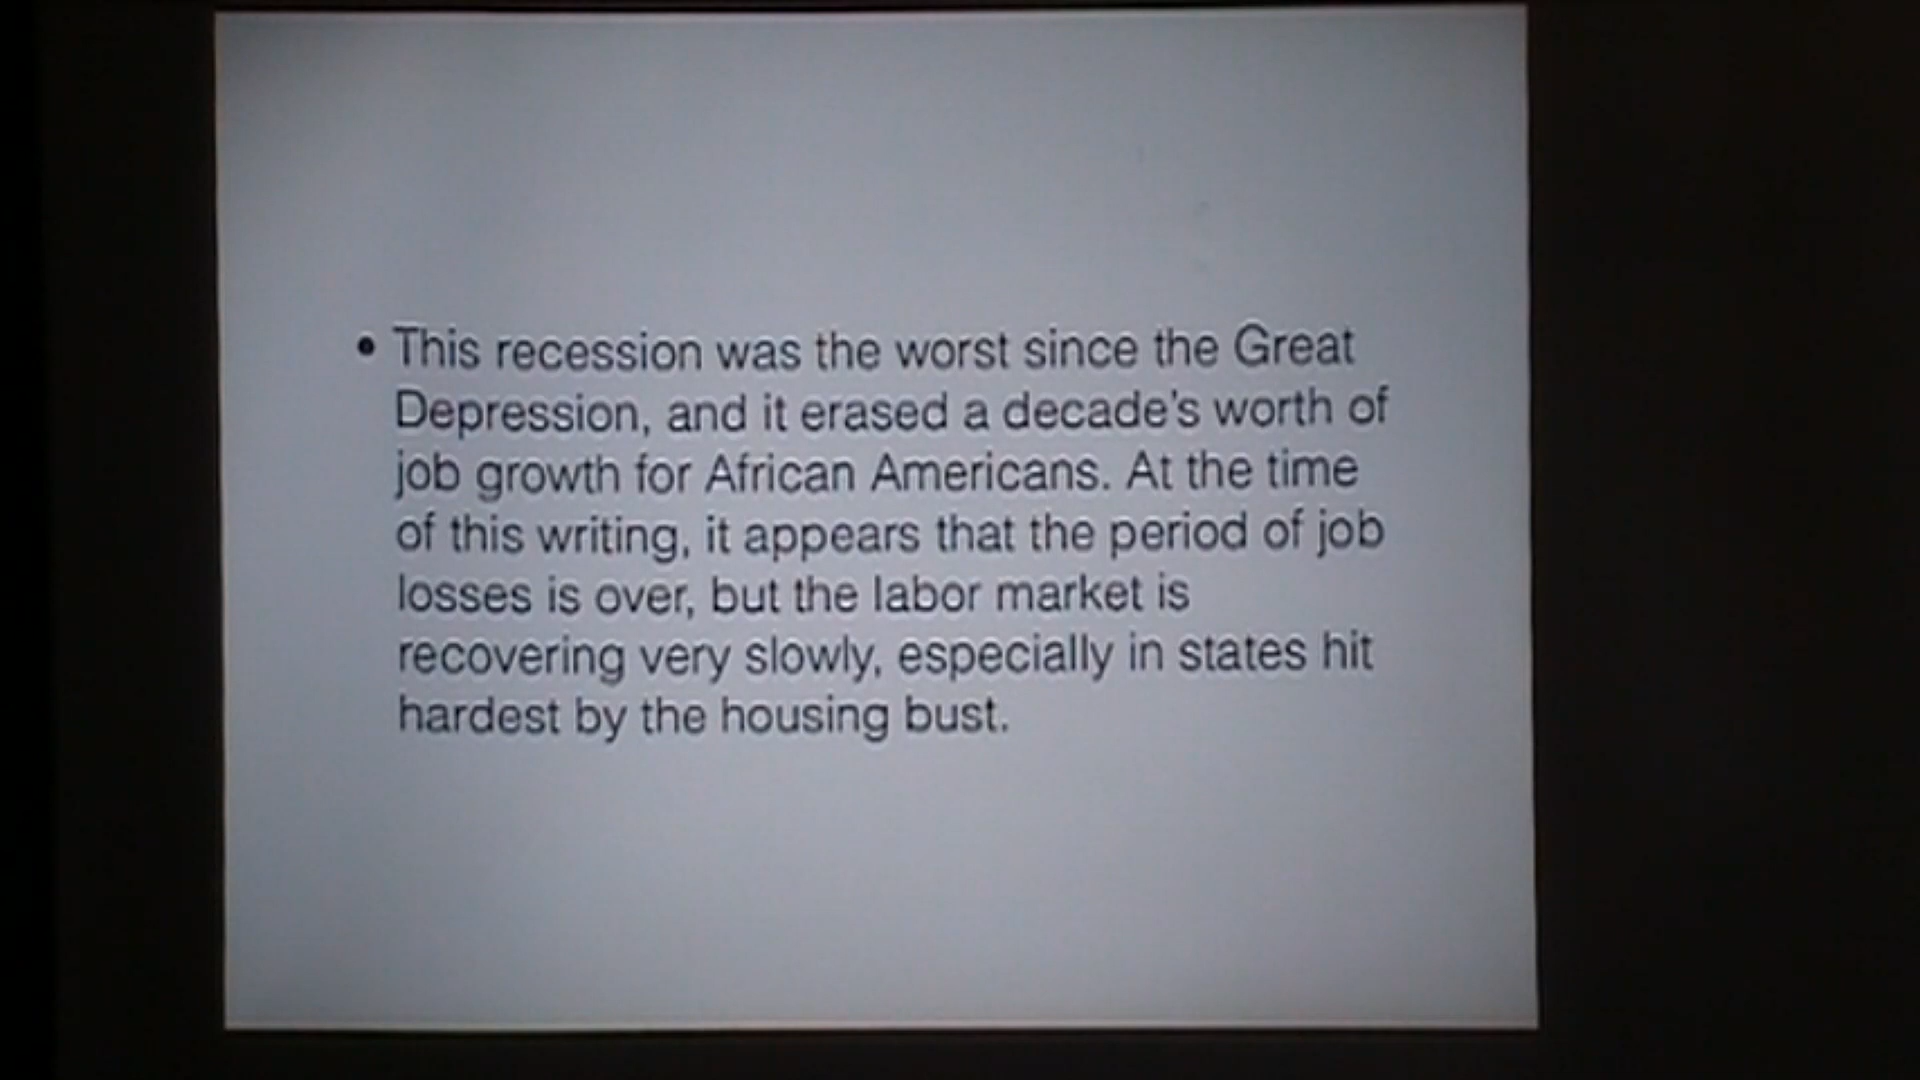 • This recession was the worst since the Great
Depression, and it erased a decade's worth of
job growth for African Americans. At the time
of this writing, it appears that the period of job
losses is over, but the labor market is
recovering very slowly, especially in states hit
hardest by the housing bust.